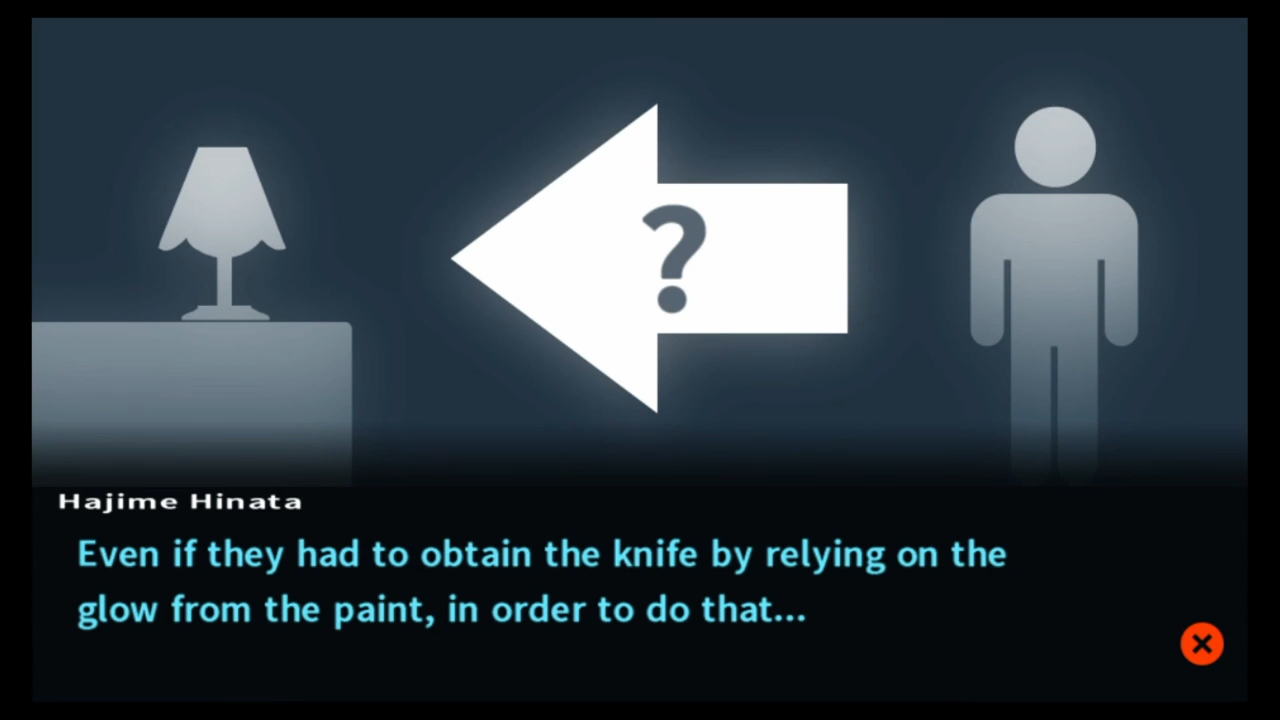 ?
Hajime Hinata
Even if they had to obtain the knife by relying on the
glow from the paint, in order to do that...